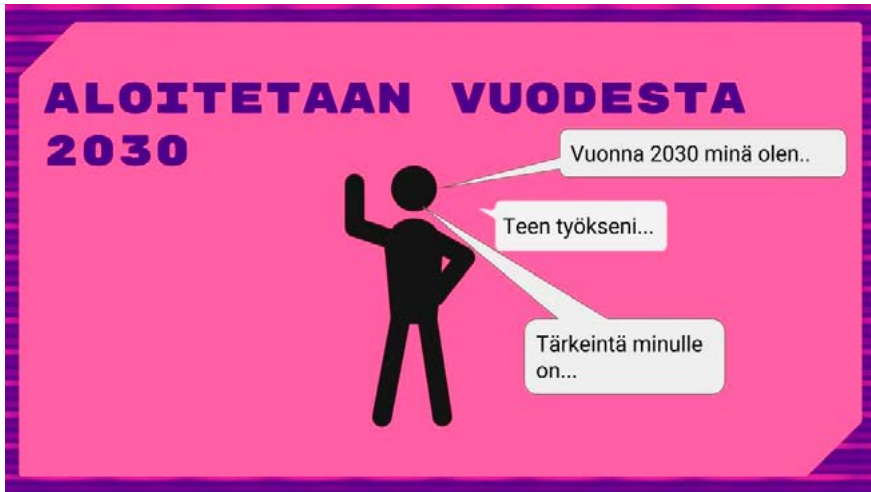 ALOITETAAN VUODESTA
2030
Vuonna 2030 minä olen..
Teen työkseni...
Tärkeintä minulle
on...